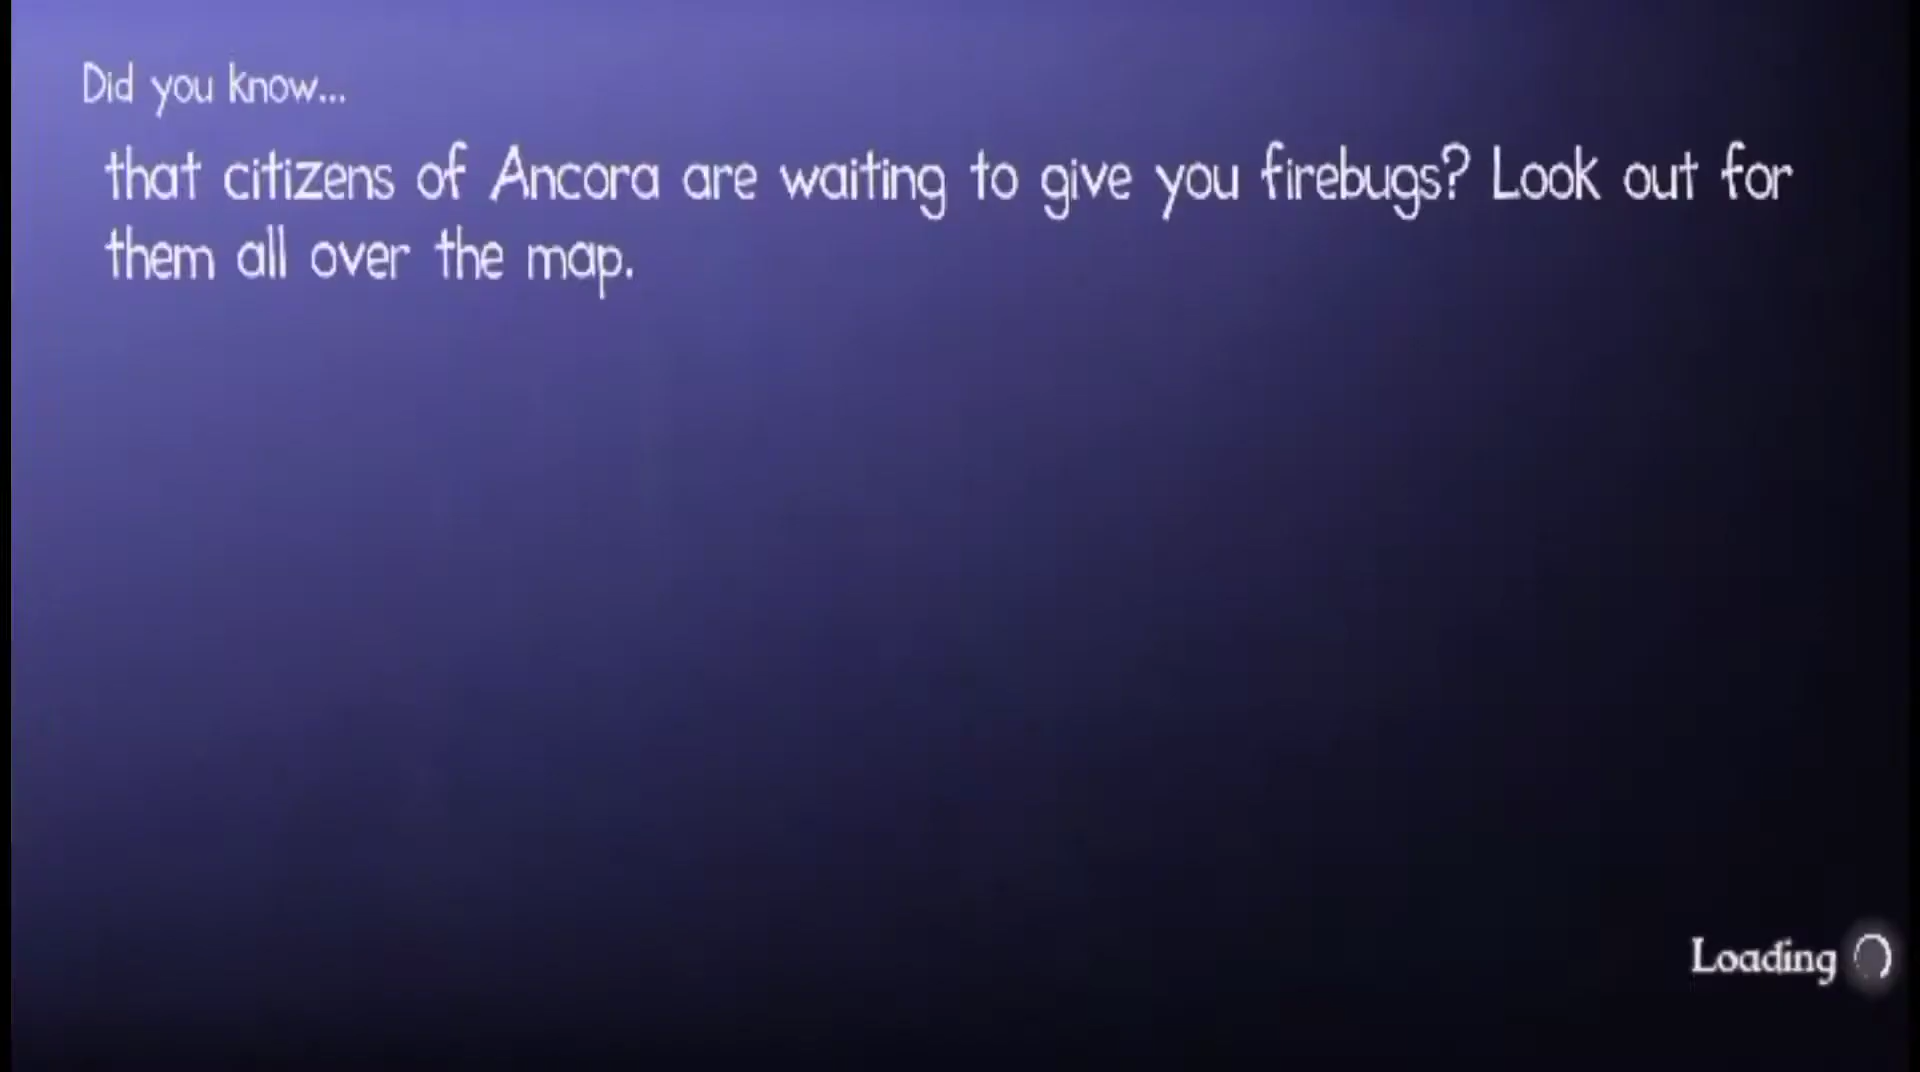 Did you know...
that citizens of Ancora are waiting to give you firebugs? Look out for
them all over the map.
Loading